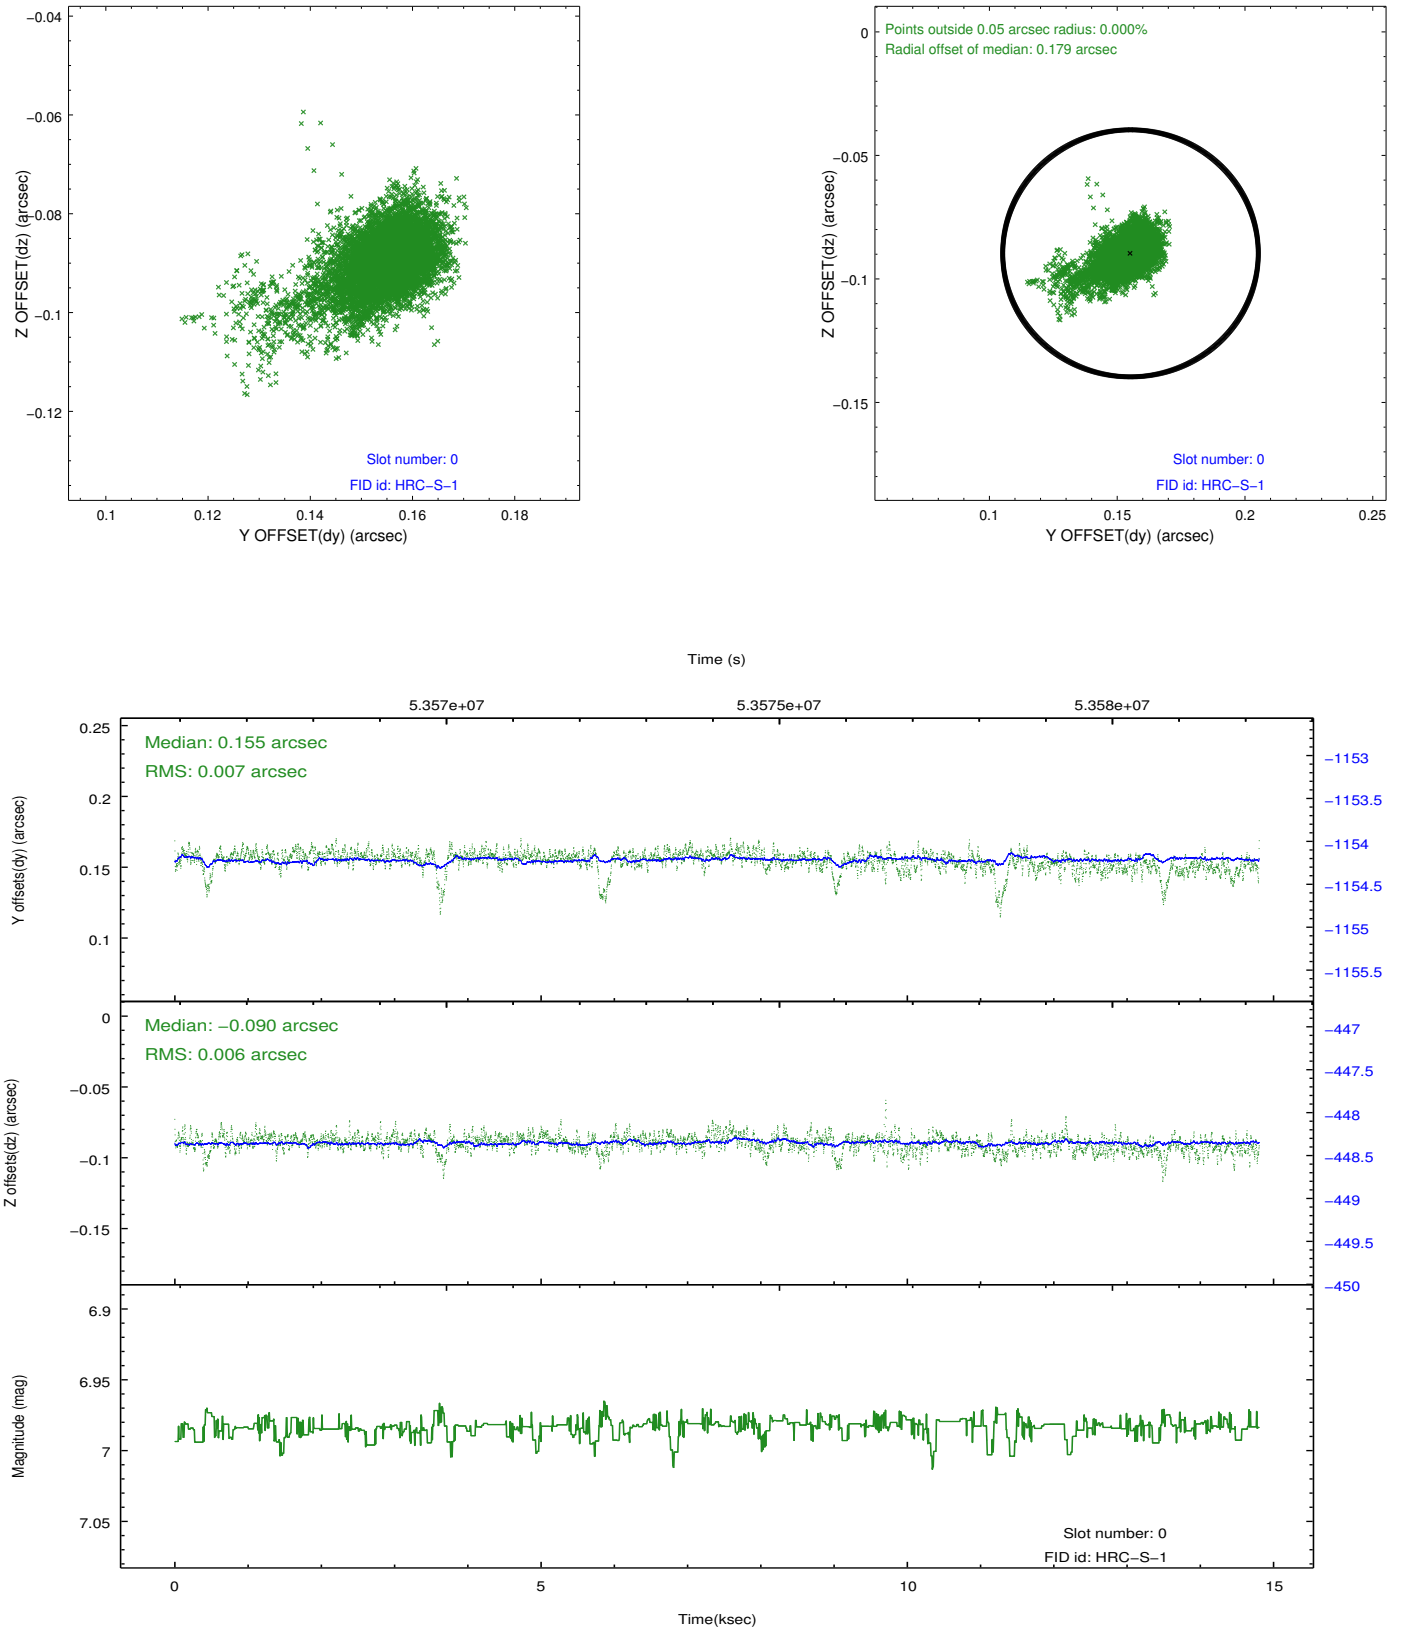 −0.04
−0.06
−0.08
−0.1
−0.12
Z OFFSET(dz) (arcsec)
Slot number: 0
FID id: HRC−S−1
0.1 0.12 0.14 0.16 0.18
Y OFFSET(dy) (arcsec)
Points outside 0.05 arcsec radius: 0.000%
Radial offset of median: 0.179 arcsec
0
−0.05
−0.1
−0.15
Z OFFSET(dz) (arcsec)
Slot number: 0
FID id: HRC−S−1
0.1 0.15 0.2 0.25
Y OFFSET(dy) (arcsec)
Time (s)
5.357e+07 5.3575e+07 5.358e+07
Median: 0.155 arcsec
RMS: 0.007 arcsec
0.25
0.2
0.15
0.1
Y offsets(dy) (arcsec)
−1153
−1153.5
−1154
−1154.5
−1155
−1155.5
Median: −0.090 arcsec
RMS: 0.006 arcsec
0
−0.05
−0.1
−0.15
Z offsets(dz) (arcsec)
−447
−447.5
−448
−448.5
−449
−449.5
−450
6.9
6.95
7
7.05
Magnitude (mag)
Slot number: 0
FID id: HRC−S−1
0 5 10 15
Time(ksec)